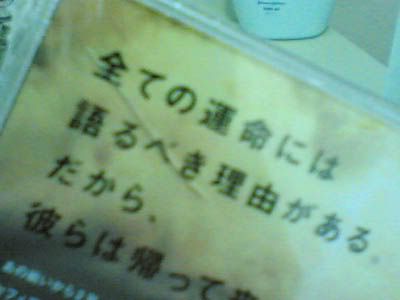 全ての運命には
語るべき理由がある。
だから、
彼らは帰って